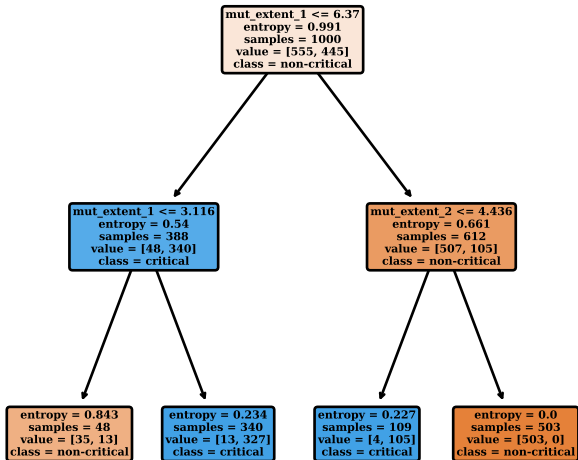 mut_extent_1 <= 6.37
entropy = 0.991
samples = 1000
value = [555, 445]
class = non-critical
mut_extent_1 <= 3.116
entropy = 0.54
samples = 388
value = [48, 340]
class = critical
mut_extent_2 <= 4.436
entropy = 0.661
samples = 612
value = [507, 105]
class = non-critical
entropy = 0.843
samples = 48
value = [35, 13]
class = non-critical
entropy = 0.234
samples = 340
value = [13, 327]
class = critical
entropy = 0.227
samples = 109
value = [4, 105]
class = critical
entropy = 0.0
samples = 503
value = [503, 0]
class = non-critical